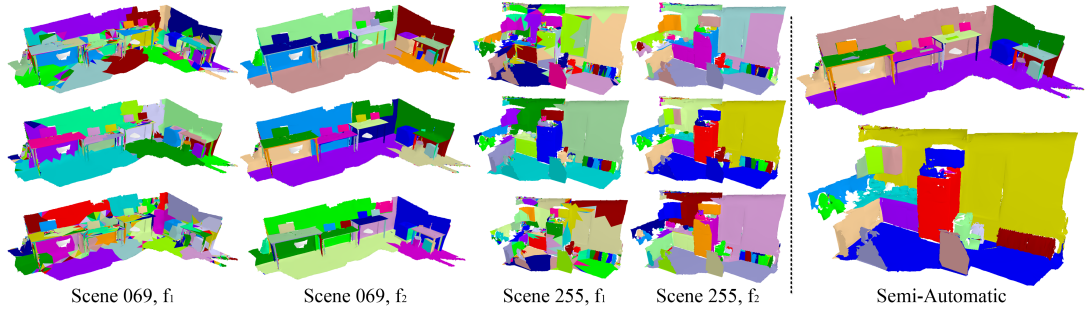 Scene 069, f₁
Scene 069, f₂
Scene 255, f₁
Scene 255, f₂
Semi-Automatic